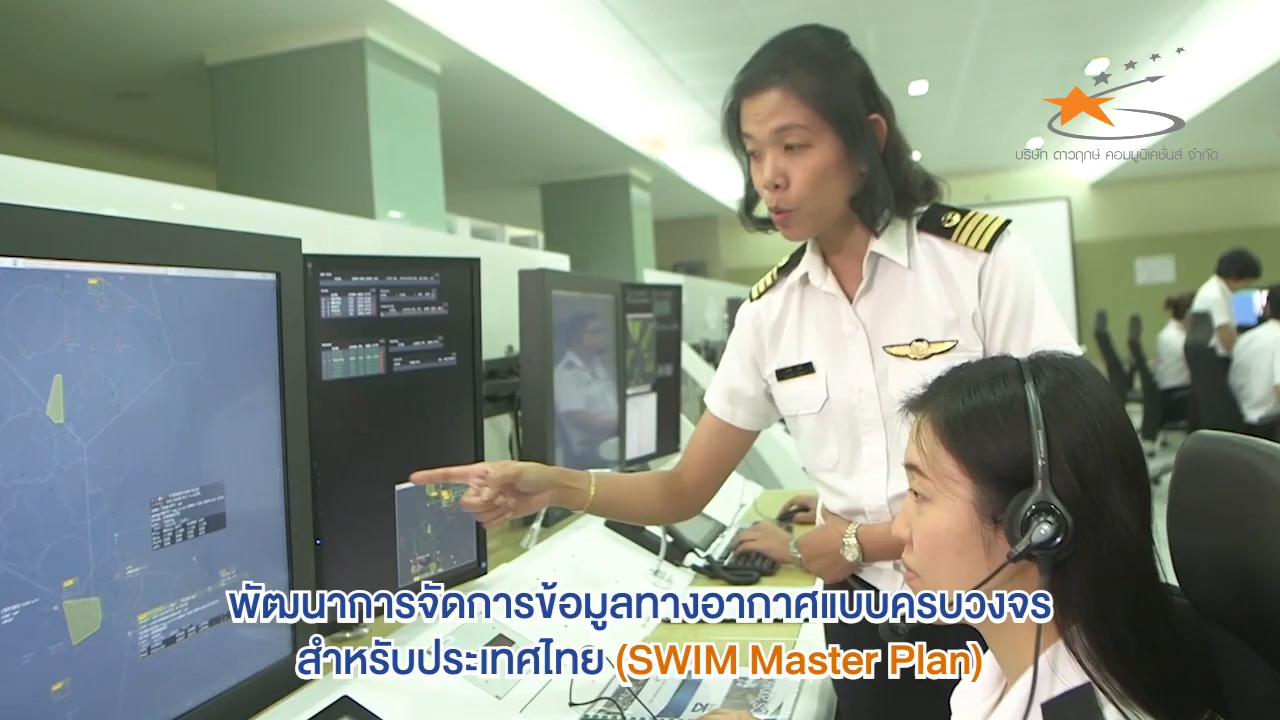 บริษัท ดาวฤกษ์ คอมมูนิเคชั่นส์ จำกัด
พัฒนาการจัดการข้อมูลทางอากาศแบบครบวงจร
สำหรับประเทศไทย (SWIM Master Plan)